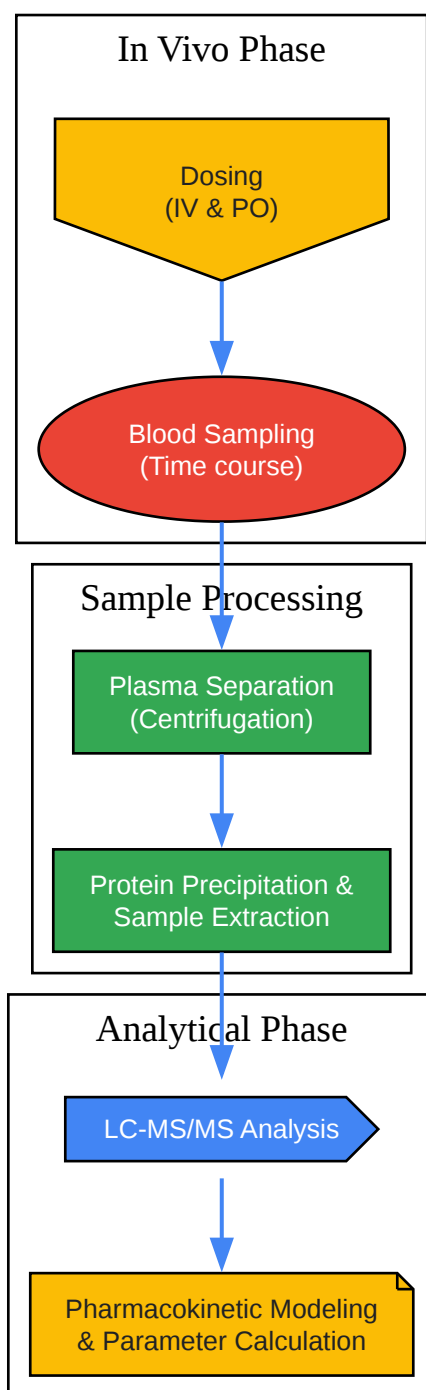 In Vivo Phase
Dosing
(IV & PO)
Blood Sampling
(Time course)
Sample Processing
Plasma Separation
(Centrifugation)
Protein Precipitation &
Sample Extraction
Analytical Phase
LC-MS/MS Analysis
Pharmacokinetic Modeling
& Parameter Calculation